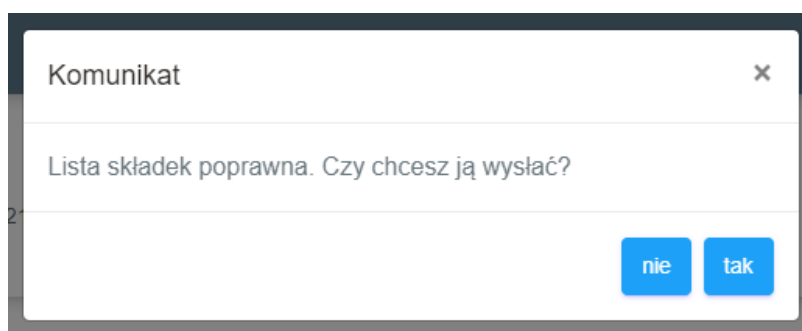 Komunikat ×
Lista składek poprawna. Czy chcesz ją wysłać?
nie tak